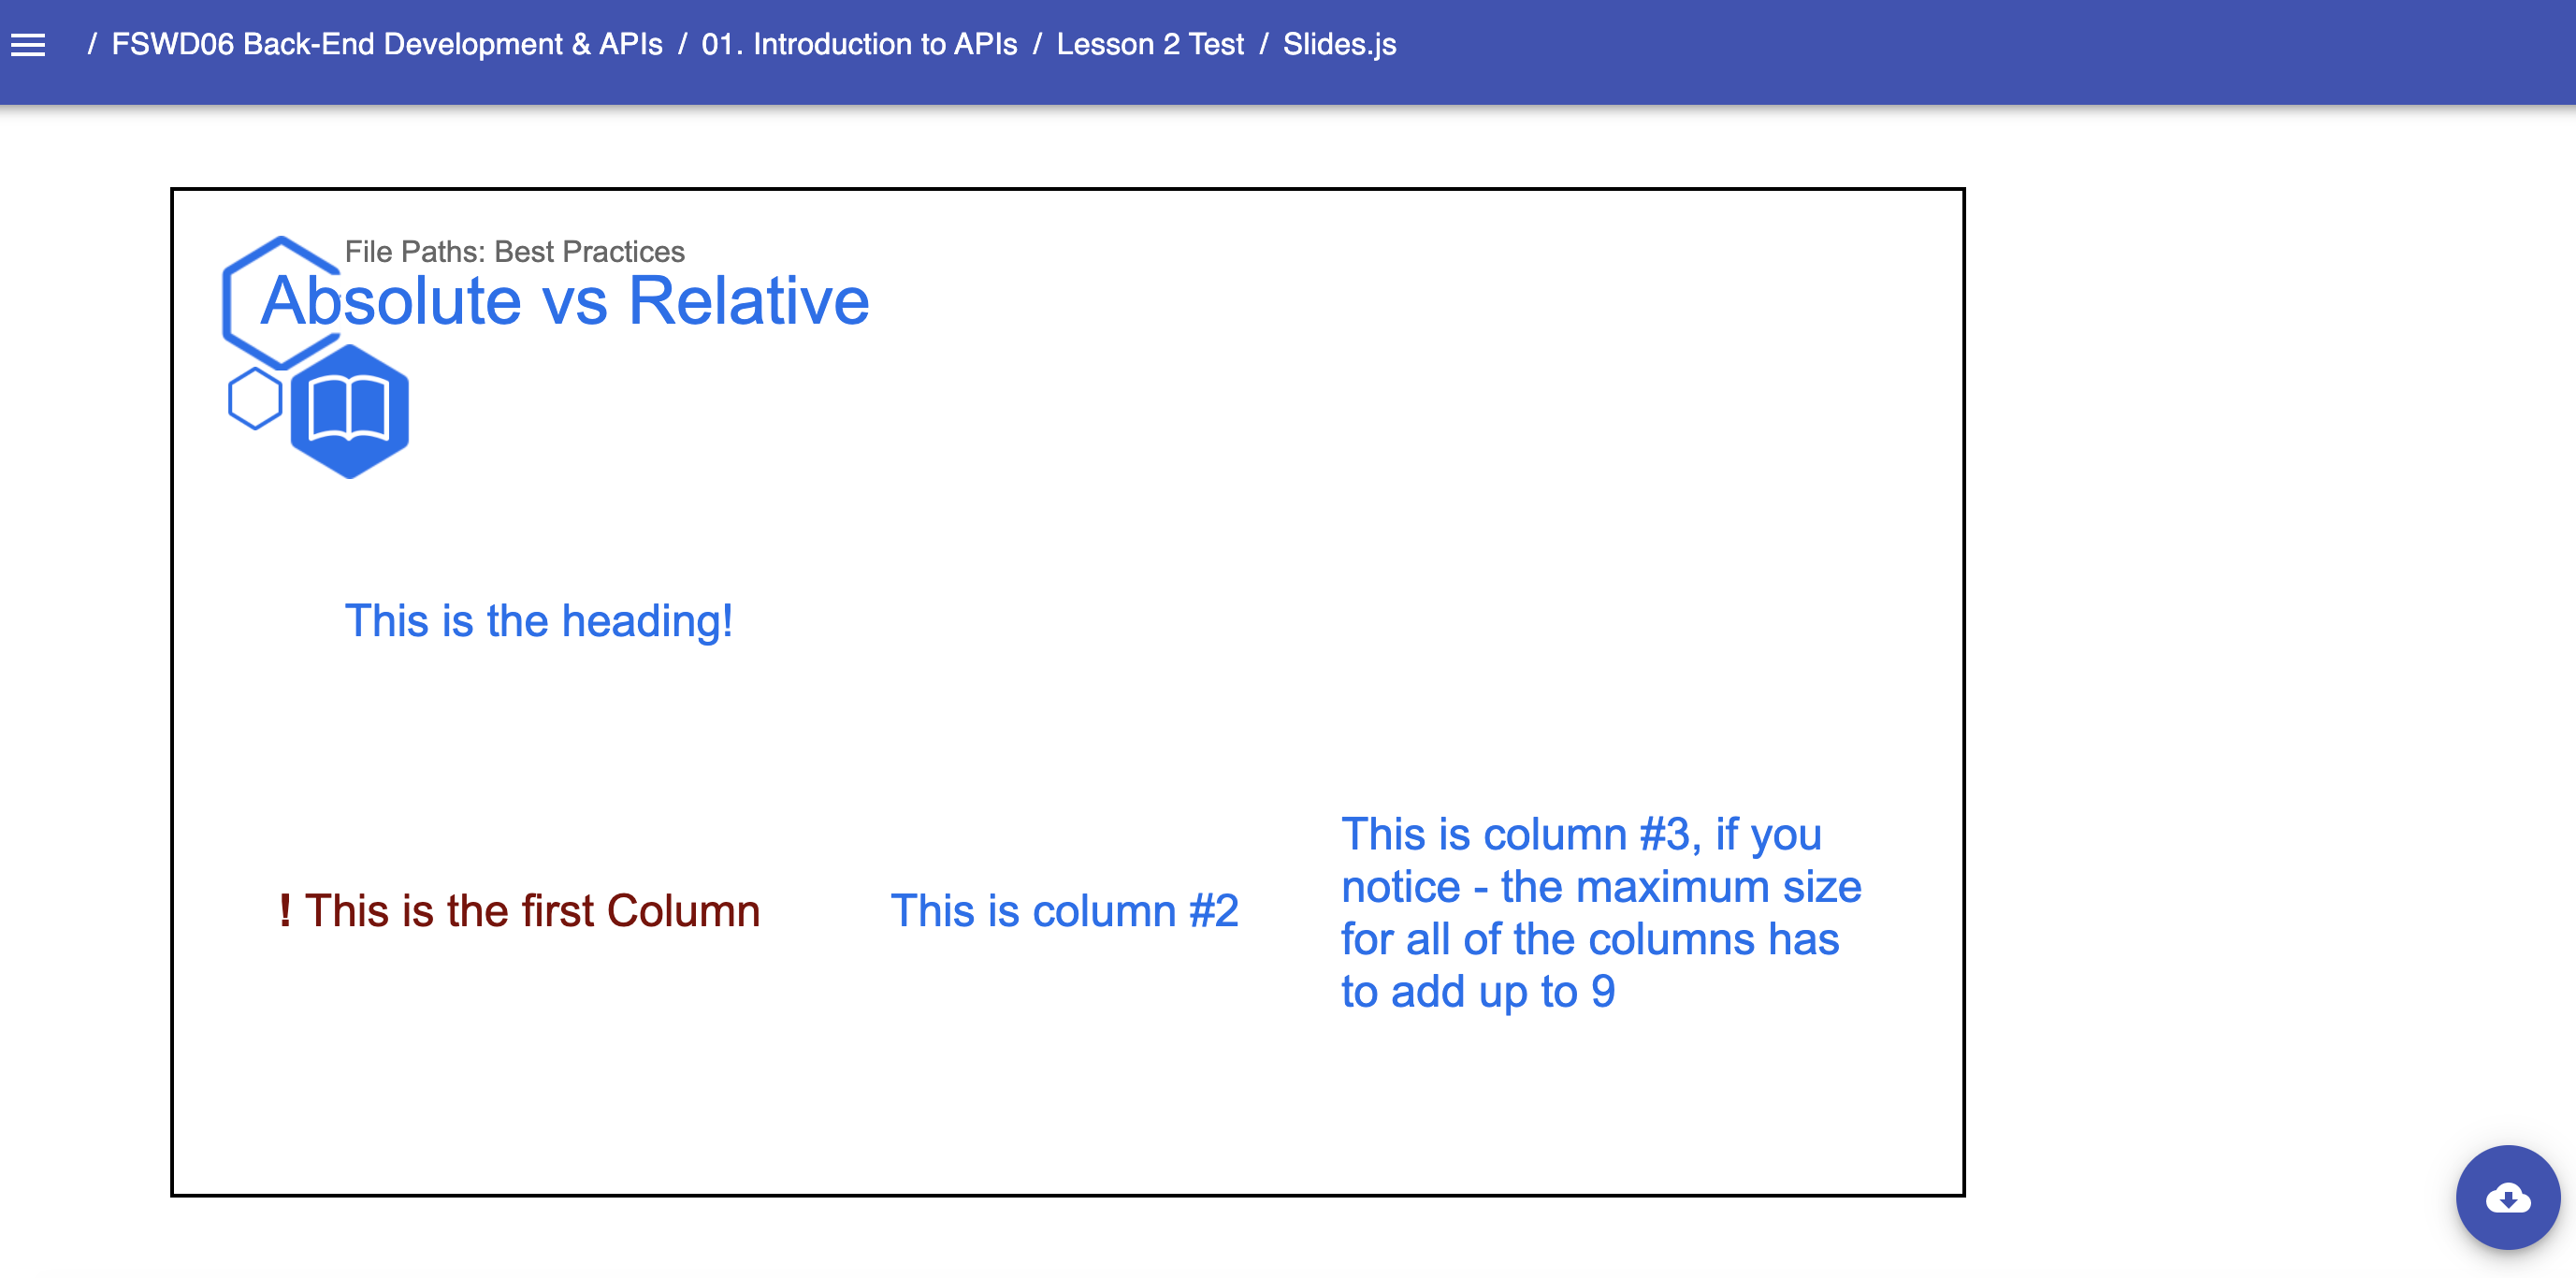 / FSWD06 Back-End Development & APIs / 01. Introduction to APIs / Lesson 2 Test / Slides.js
File Paths: Best Practices
Absolute vs Relative
This is the heading!
! This is the first Column
This is column #2
This is column #3, if you
notice - the maximum size
for all of the columns has
to add up to 9